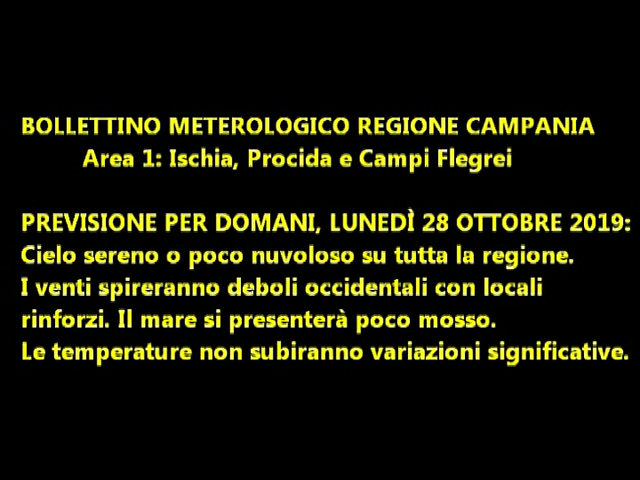 BOLLETTINO METEROLOGICO REGIONE CAMPANIA
Area 1: Ischia, Procida e Campi Flegrei
PREVISIONE PER DOMANI, LUNEDÌ 28 OTTOBRE 2019:
Cielo sereno o poco nuvoloso su tutta la regione.
I venti spireranno deboli occidentali con locali
rinforzi. Il mare si presenterà poco mosso.
Le temperature non subiranno variazioni significative.